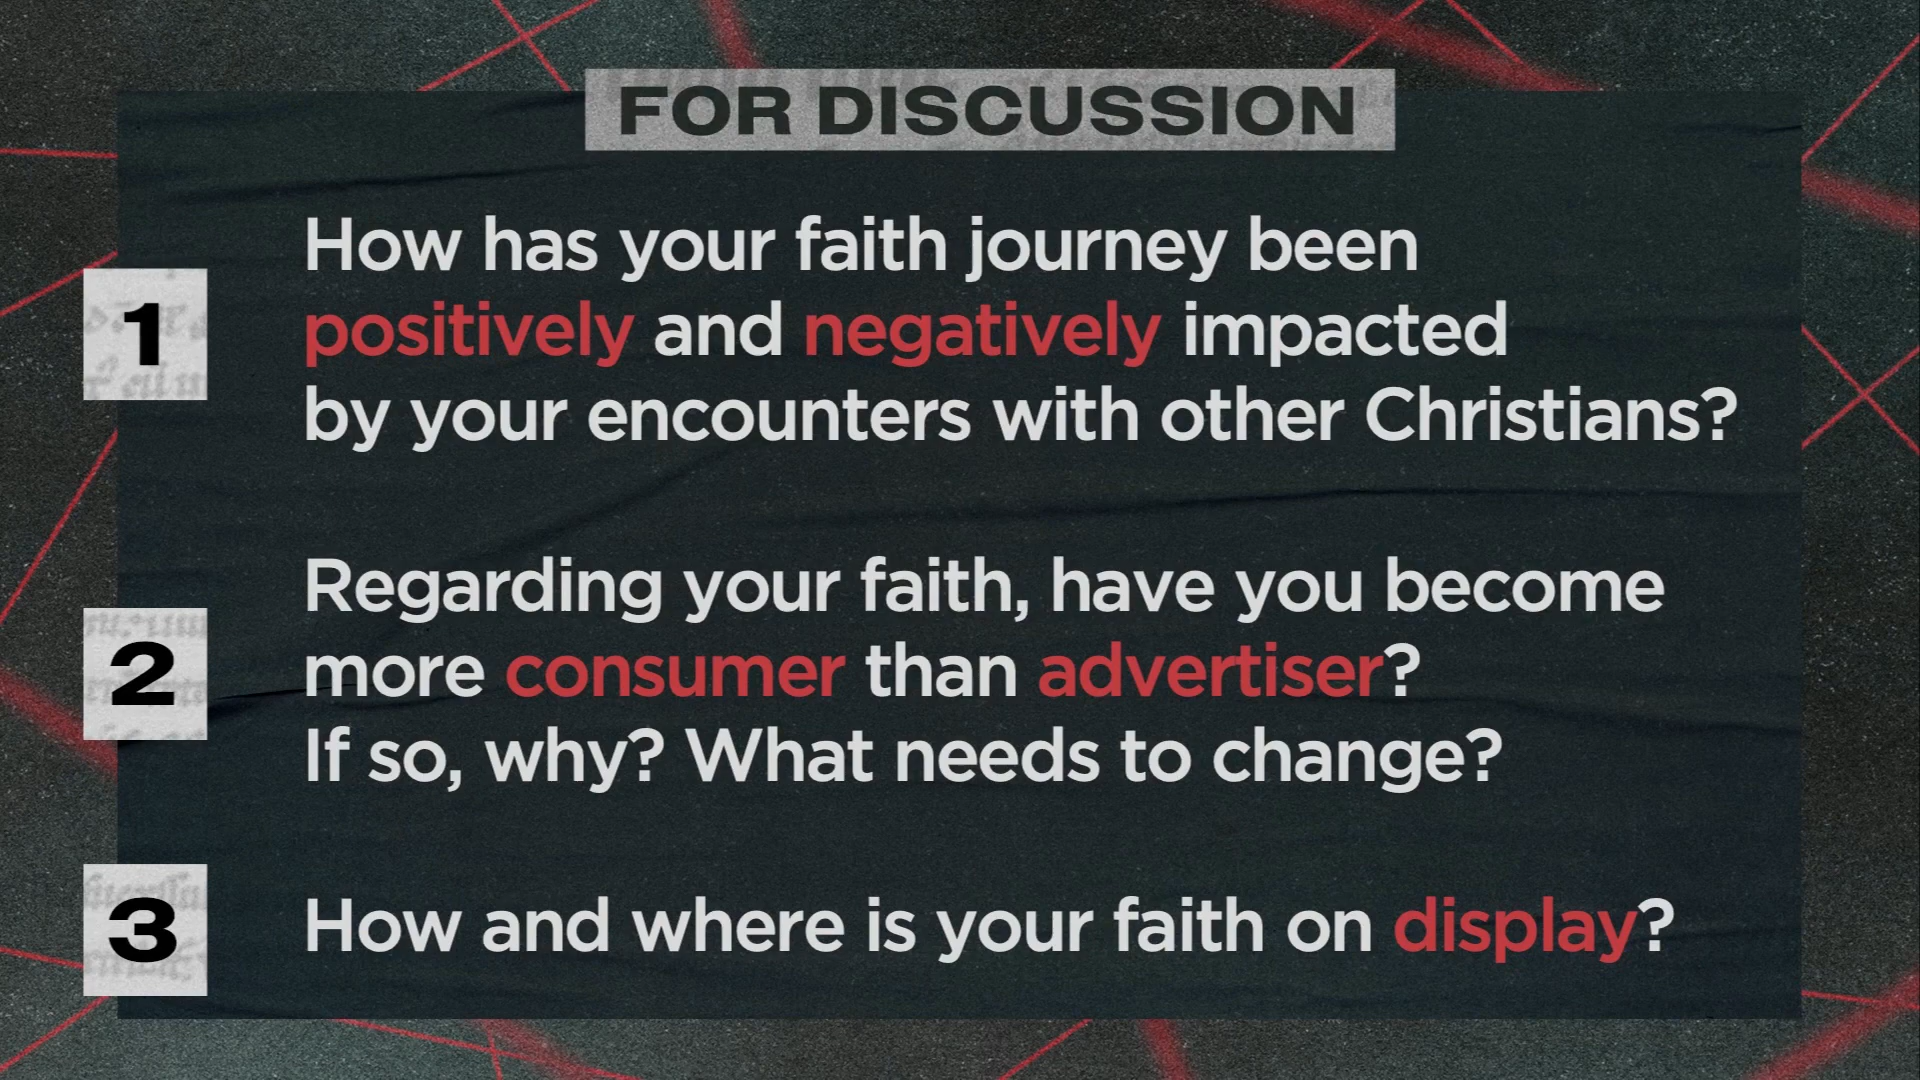 FOR DISCUSSION
1
How has your faith journey been
positively and negatively impacted
by your encounters with other Christians?
2
Regarding your faith, have you become
more consumer than advertiser?
If so, why? What needs to change?
3
How and where is your faith on display?